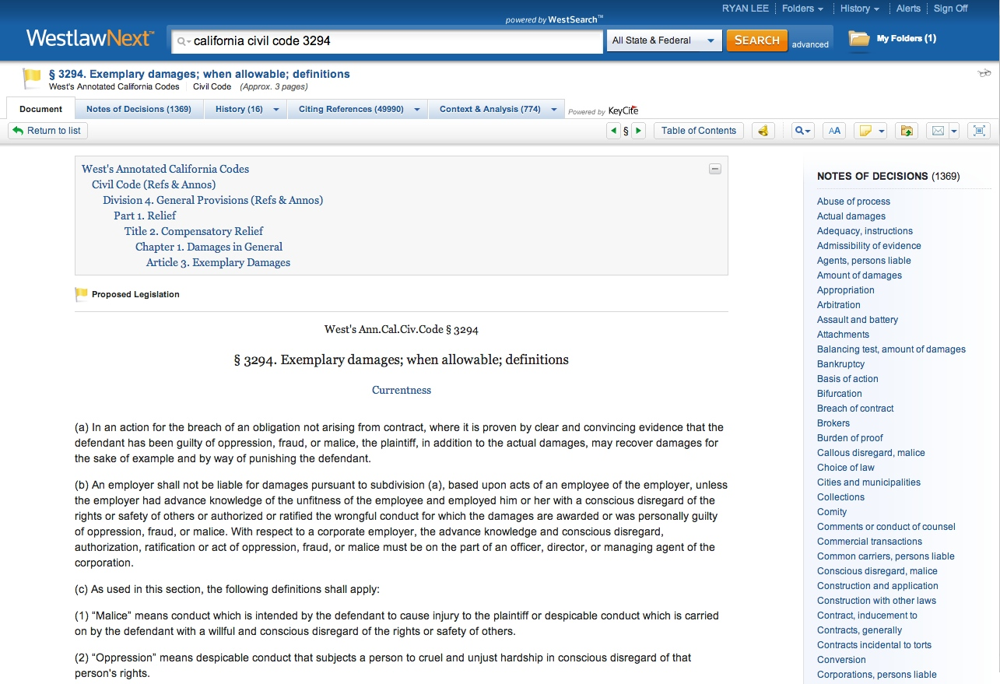 RYAN LEE Folders History Alerts Sign Off
powered by WestSearch™
WestlawNext™ california civil code 3294 All State & Federal SEARCH advanced My Folders (1)
§ 3294. Exemplary damages; when allowable; definitions
West's Annotated California Codes Civil Code (Approx. 3 pages)
Document Notes of Decisions (1369) History (16) Citing References (49990) Context & Analysis (774) Powered by KeyCite
Return to list § Table of Contents AA
West's Annotated California Codes
Civil Code (Refs & Annos)
Division 4. General Provisions (Refs & Annos)
Part 1. Relief
Title 2. Compensatory Relief
Chapter 1. Damages in General
Article 3. Exemplary Damages
Proposed Legislation
West's Ann.Cal.Civ.Code § 3294
§ 3294. Exemplary damages; when allowable; definitions
Currentness
(a) In an action for the breach of an obligation not arising from contract, where it is proven by clear and convincing evidence that the
defendant has been guilty of oppression, fraud, or malice, the plaintiff, in addition to the actual damages, may recover damages for
the sake of example and by way of punishing the defendant.
(b) An employer shall not be liable for damages pursuant to subdivision (a), based upon acts of an employee of the employer, unless
the employer had advance knowledge of the unfitness of the employee and employed him or her with a conscious disregard of the
rights or safety of others or authorized or ratified the wrongful conduct for which the damages are awarded or was personally guilty
of oppression, fraud, or malice. With respect to a corporate employer, the advance knowledge and conscious disregard,
authorization, ratification or act of oppression, fraud, or malice must be on the part of an officer, director, or managing agent of the
corporation.
(c) As used in this section, the following definitions shall apply:
(1) “Malice” means conduct which is intended by the defendant to cause injury to the plaintiff or despicable conduct which is carried
on by the defendant with a willful and conscious disregard of the rights or safety of others.
(2) “Oppression” means despicable conduct that subjects a person to cruel and unjust hardship in conscious disregard of that
person's rights.
NOTES OF DECISIONS (1369)
Abuse of process
Actual damages
Adequacy, instructions
Admissibility of evidence
Agents, persons liable
Amount of damages
Appropriation
Arbitration
Assault and battery
Attachments
Balancing test, amount of damages
Bankruptcy
Basis of action
Bifurcation
Breach of contract
Brokers
Burden of proof
Callous disregard, malice
Choice of law
Cities and municipalities
Collections
Comity
Comments or conduct of counsel
Commercial transactions
Common carriers, persons liable
Conscious disregard, malice
Construction and application
Construction with other laws
Contract, inducement to
Contracts, generally
Contracts incidental to torts
Conversion
Corporations, persons liable